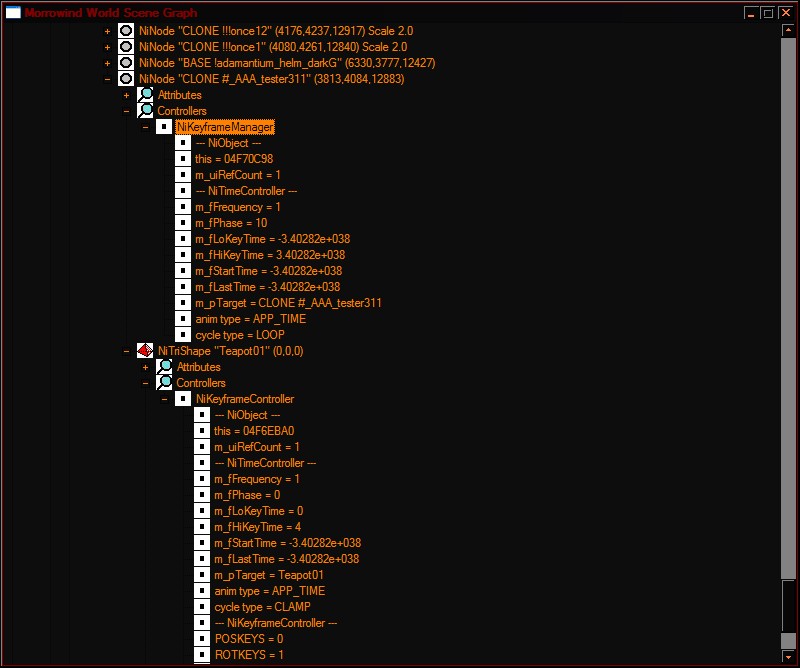 Morrowind World Scene Graph
NiNode "CLONE !!!once12" (4176,4237,12917) Scale 2.0
NiNode "CLONE !!!once1" (4080,4261,12840) Scale 2.0
NiNode "BASE !adamantium_helm_darkG" (6330,3777,12427)
NiNode "CLONE #_AAA_tester311" (3813,4084,12883)
Attributes
Controllers
NiKeyframeManager
--- NiObject ---
this = 04F70C98
m_uiRefCount = 1
--- NiTimeController ---
m_fFrequency = 1
m_fPhase = 10
m_fLoKeyTime = -3.40282e+038
m_fHiKeyTime = 3.40282e+038
m_fStartTime = -3.40282e+038
m_fLastTime = -3.40282e+038
m_pTarget = CLONE #_AAA_tester311
anim type = APP_TIME
cycle type = LOOP
NiTriShape "Teapot01" (0,0,0)
Attributes
Controllers
NiKeyframeController
--- NiObject ---
this = 04F6EBA0
m_uiRefCount = 1
--- NiTimeController ---
m_fFrequency = 1
m_fPhase = 0
m_fLoKeyTime = 0
m_fHiKeyTime = 4
m_fStartTime = -3.40282e+038
m_fLastTime = -3.40282e+038
m_pTarget = Teapot01
anim type = APP_TIME
cycle type = CLAMP
--- NiKeyframeController ---
POSKEYS = 0
ROTKEYS = 1